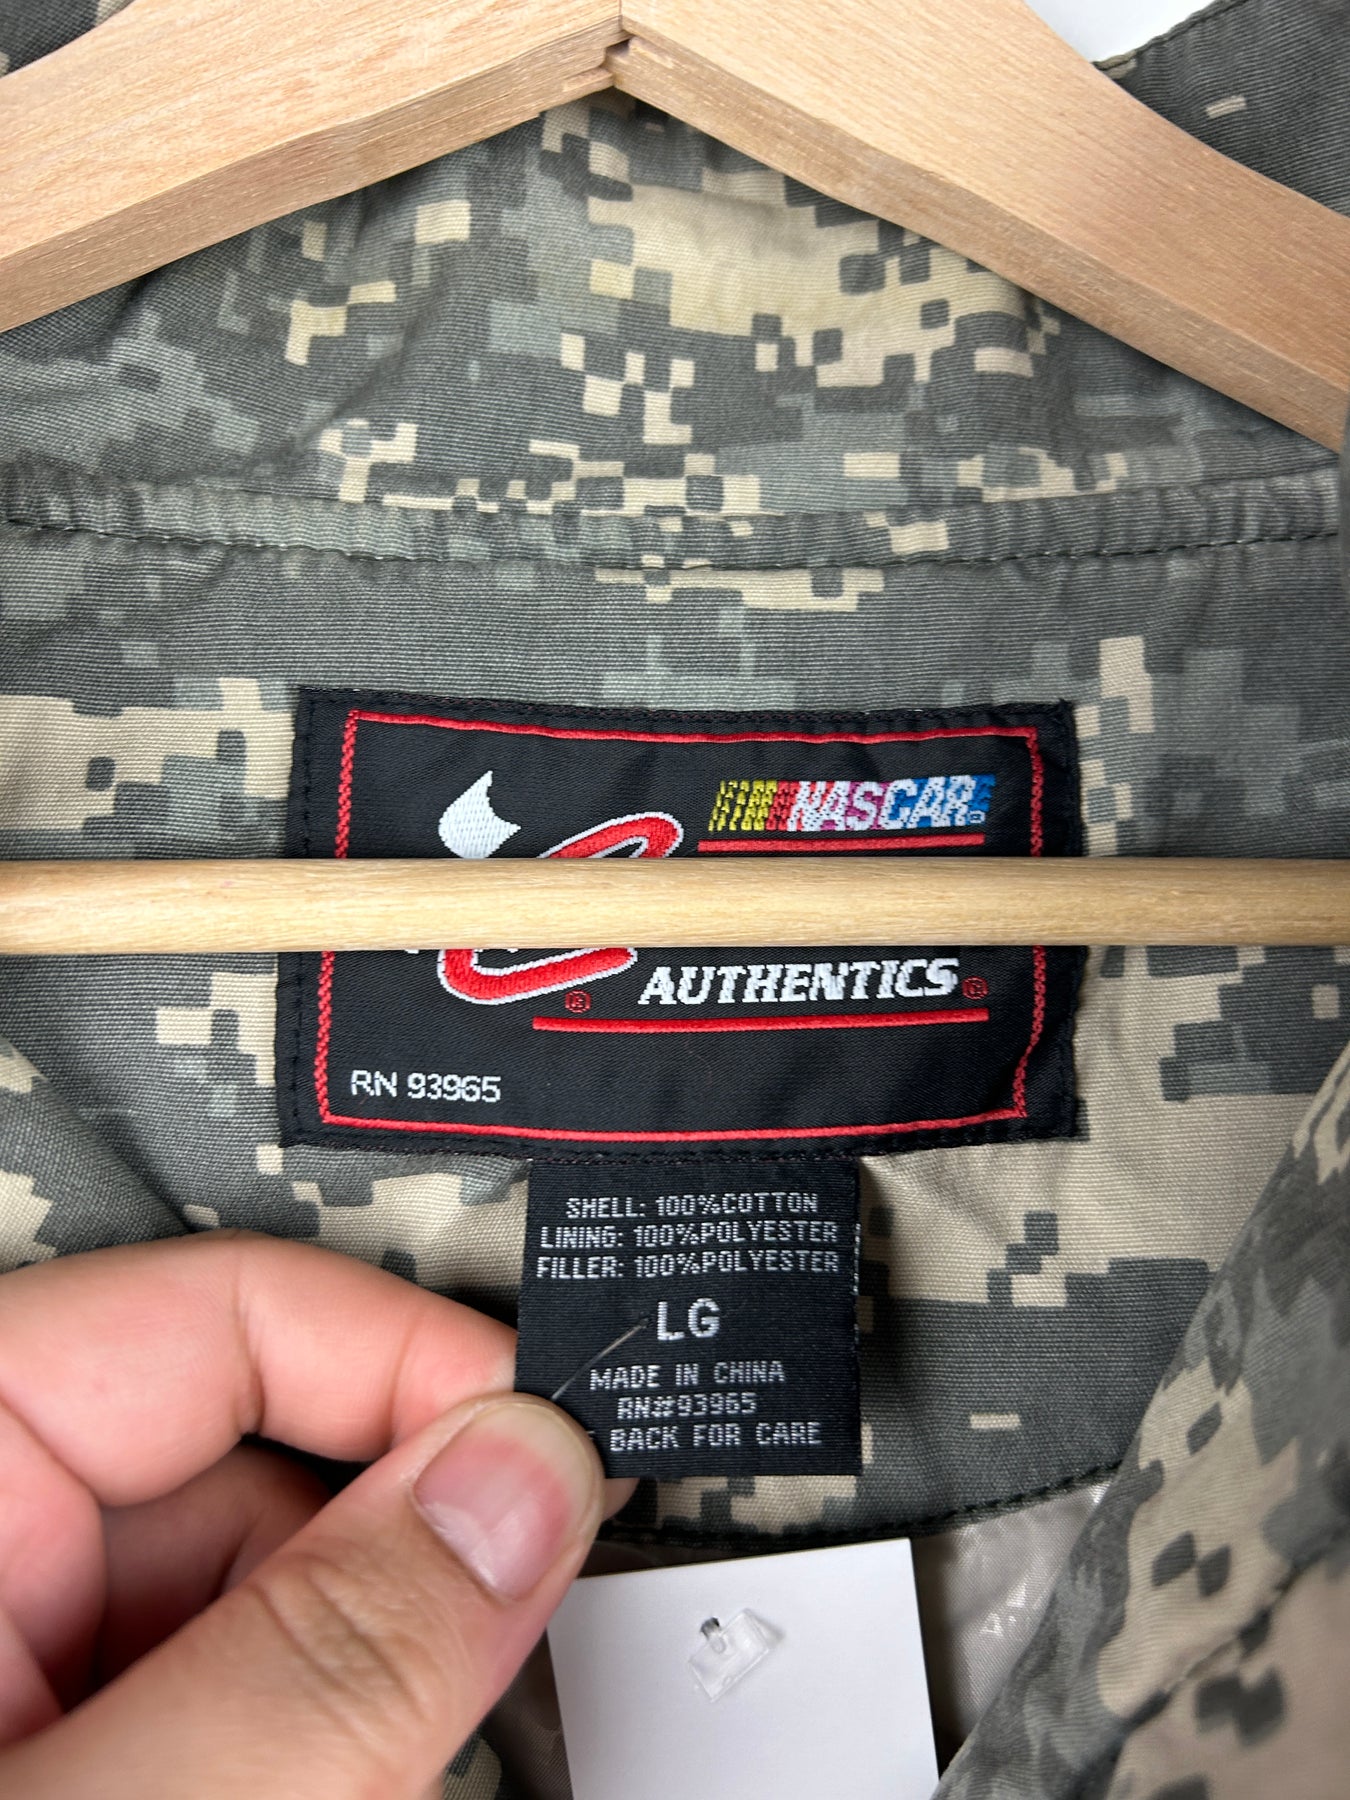 NASCAR®
AUTHENTICS®
RN 93965
SHELL: 100%COTTON
LINING: 100%POLYESTER
FILLER: 100%POLYESTER
LG
MADE IN CHINA
RN#93965
BACK FOR CARE